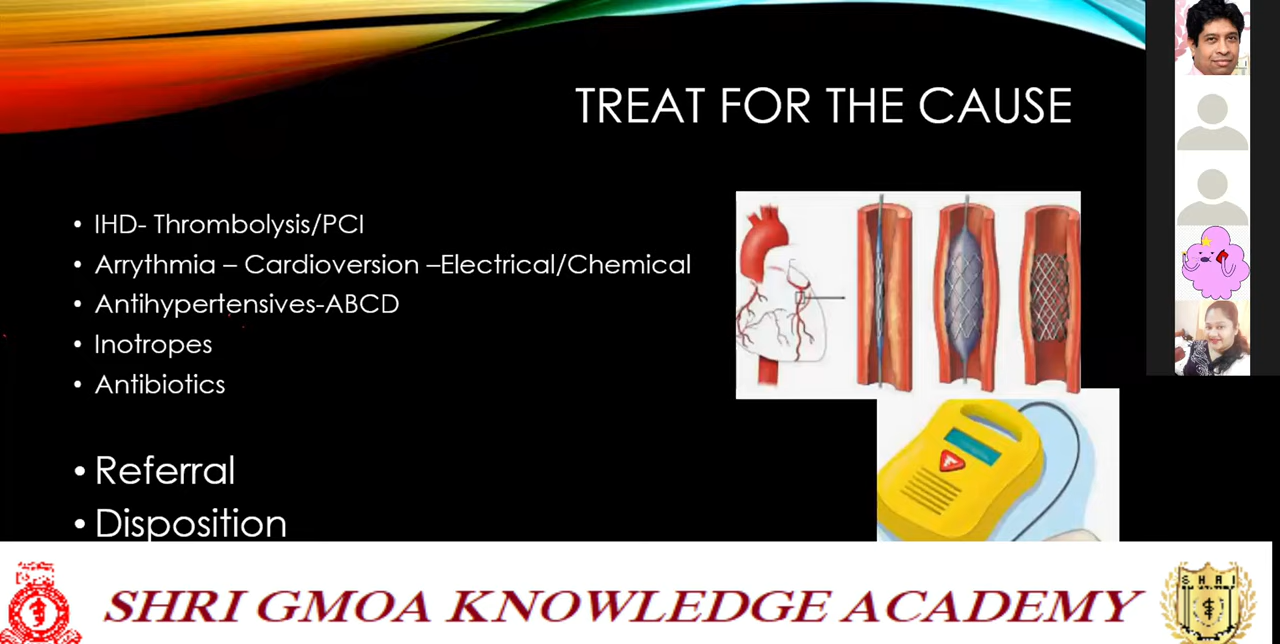 TREAT FOR THE CAUSE
• IHD- Thrombolysis/PCI
• Arrythmia – Cardioversion –Electrical/Chemical
• Antihypertensives-ABCD
• Inotropes
• Antibiotics
• Referral
• Disposition
SHRI GMOA KNOWLEDGE ACADEMY